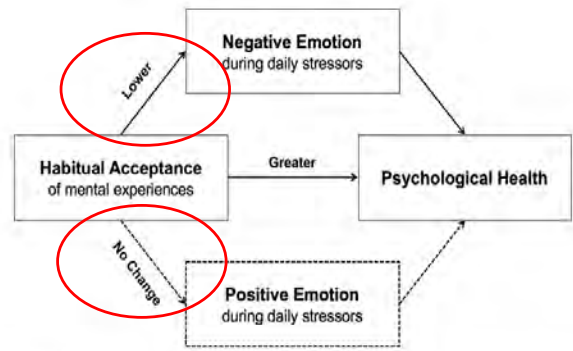 Negative Emotion
during daily stressors
Lower
Habitual Acceptance
of mental experiences
Greater
Psychological Health
No Change
Positive Emotion
during daily stressors